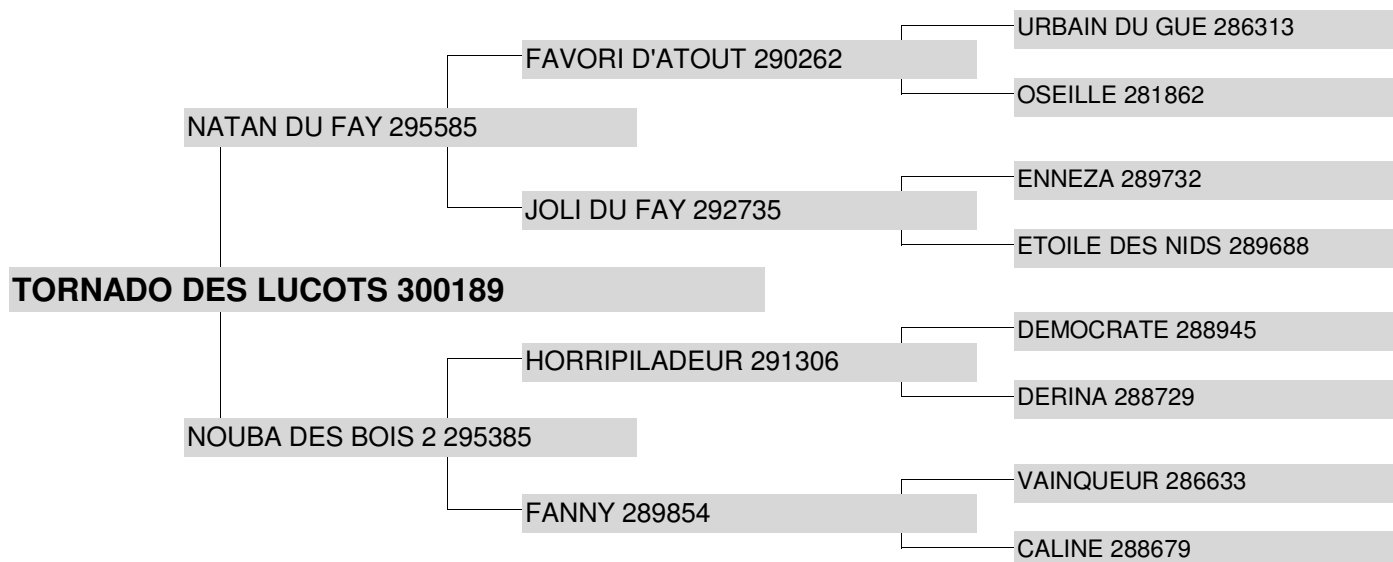 URBAIN DU GUE 286313
FAVORI D'ATOUT 290262
OSEILLE 281862
NATAN DU FAY 295585
ENNEZA 289732
JOLI DU FAY 292735
ETOILE DES NIDS 289688
TORNADO DES LUCOTS 300189
DEMOCRATE 288945
HORRIPILADEUR 291306
DERINA 288729
NOUBA DES BOIS 2 295385
VAINQUEUR 286633
FANNY 289854
CALINE 288679